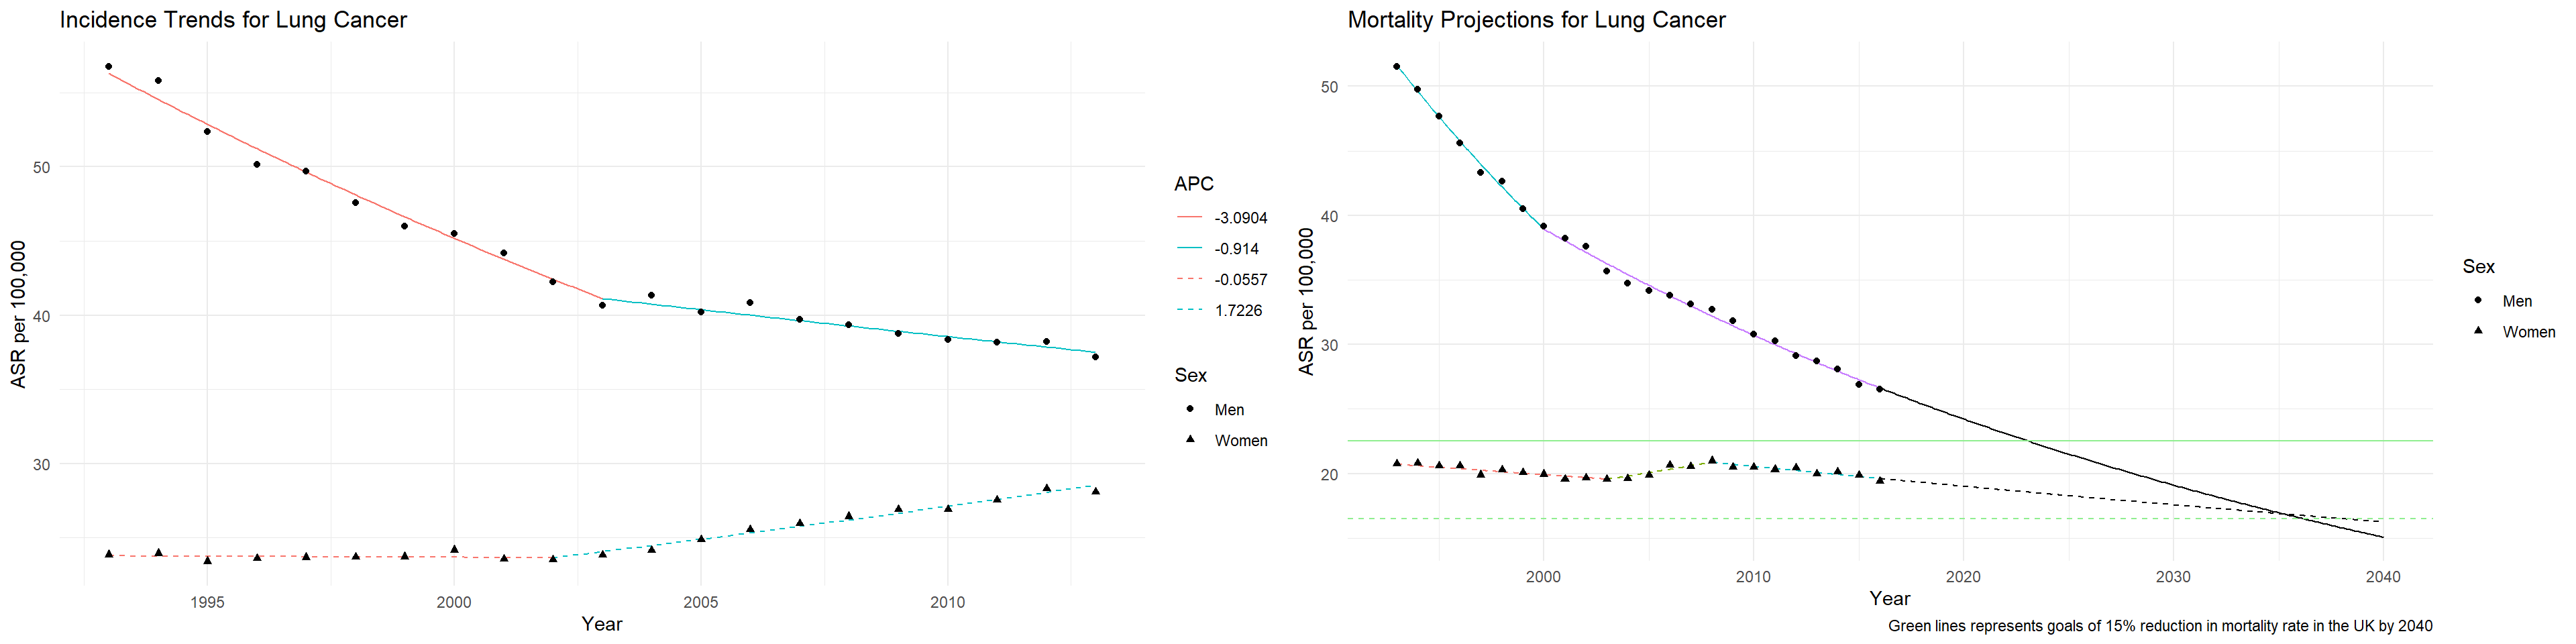 Incidence Trends for Lung Cancer
ASR per 100,000
50
40
30
1995
2000
2005
2010
Year
APC
-3.0904
-0.914
-0.0557
1.7226
Sex
Men
Women
Mortality Projections for Lung Cancer
ASR per 100,000
50
40
30
20
2000
2010
2020
2030
2040
Year
Sex
Men
Women
Green lines represents goals of 15% reduction in mortality rate in the UK by 2040